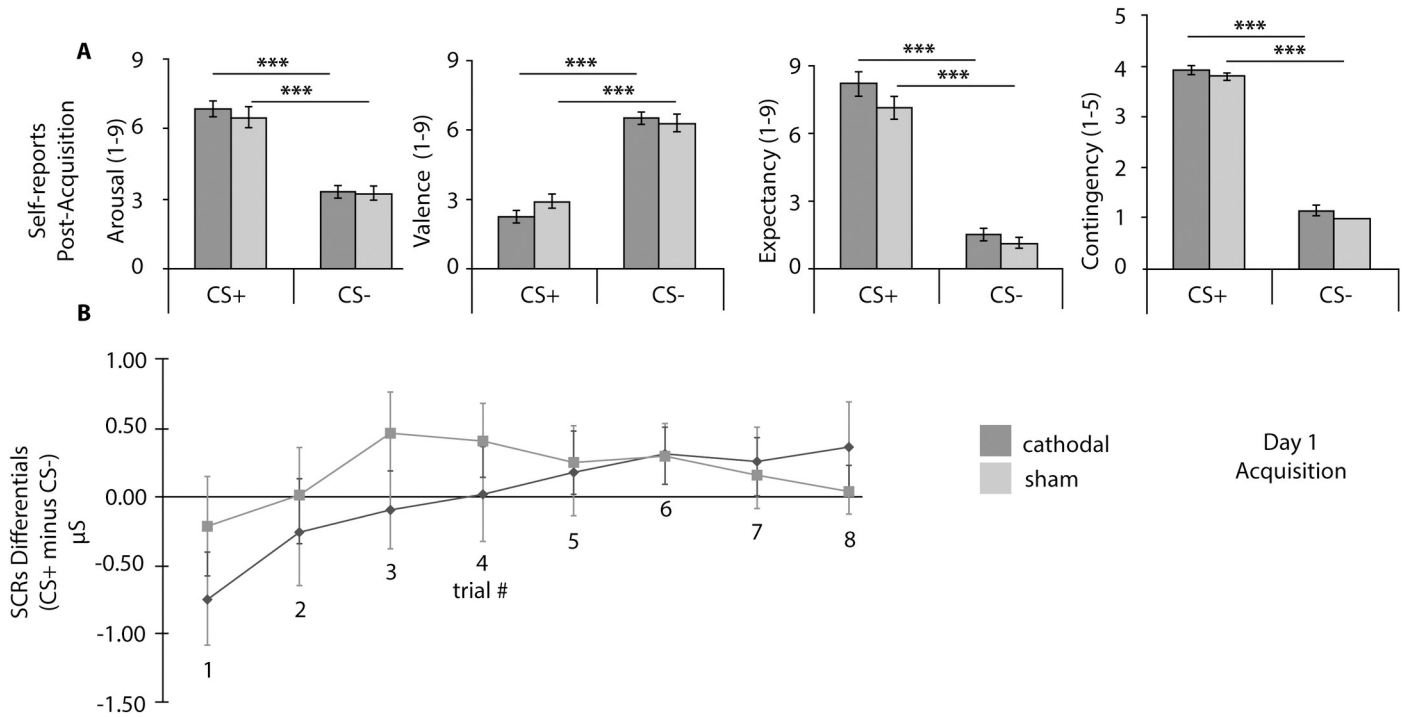 A
Self-reports
Post-Acquisition
Arousal (1-9)
9
6
3
0
***
***
CS+
CS-
Valence (1-9)
9
6
3
0
***
***
CS+
CS-
Expectancy (1-9)
9
6
3
0
***
***
CS+
CS-
Contingency (1-5)
5
4
3
2
1
0
***
***
CS+
CS-
B
SCRs Differentials
(CS+ minus CS-)
µS
1.00
0.50
0.00
-0.50
-1.00
-1.50
1
2
3
4
5
6
7
8
trial #
cathodal
sham
Day 1
Acquisition